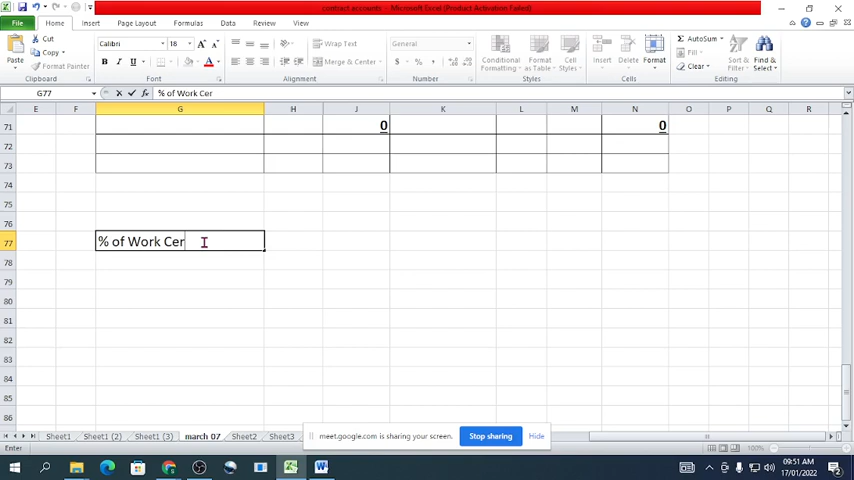 contract accounts – Microsoft Excel (Product Activation Failed)
File Home Insert Page Layout Formulas Data Review View
Paste Cut Copy Format Painter Clipboard
Calibri 18 B I U Font
Wrap Text Merge & Center Alignment
General $ % , Number
Conditional Formatting Format as Table Cell Styles Styles
Insert Delete Format Cells
AutoSum Fill Clear Sort & Filter Find & Select Editing
G77 fx % of Work Cer
E F G H J K L M N O P Q R
71 0 0
72
73
74
75
76
77 % of Work Cer
78
79
80
81
82
83
84
85
86
Sheet1 Sheet1 (2) Sheet1 (3) march 07 Sheet2 Sheet3
meet.google.com is sharing your screen. Stop sharing Hide
Enter 100%
09:51 AM
17/01/2022
2